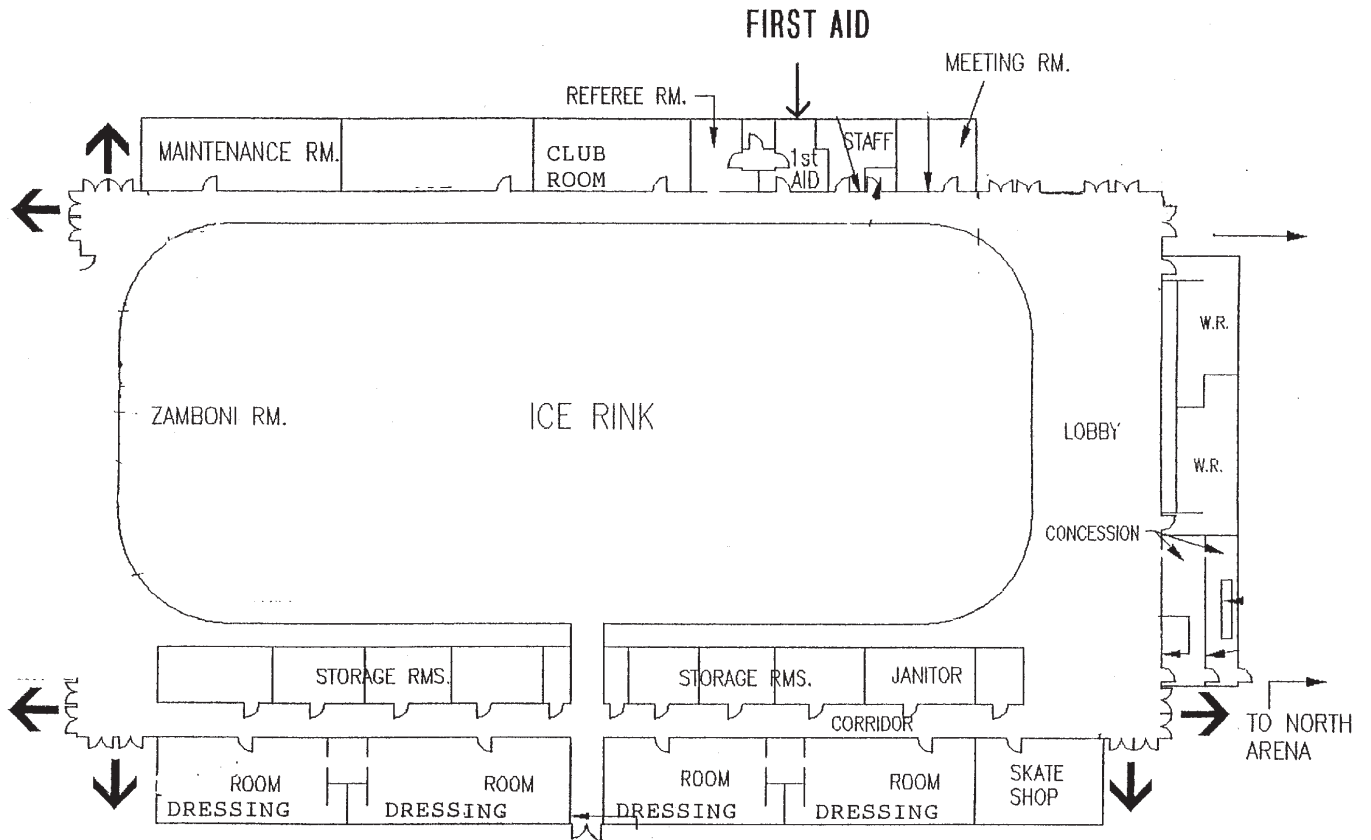 FIRST AID
MEETING RM.
REFEREE RM.
MAINTENANCE RM.
CLUB
ROOM
1st
AID
STAFF
W.R.
ZAMBONI RM.
ICE RINK
LOBBY
W.R.
CONCESSION
STORAGE RMS.
STORAGE RMS.
JANITOR
CORRIDOR
TO NORTH
ARENA
ROOM
DRESSING
ROOM
DRESSING
ROOM
DRESSING
ROOM
DRESSING
SKATE
SHOP